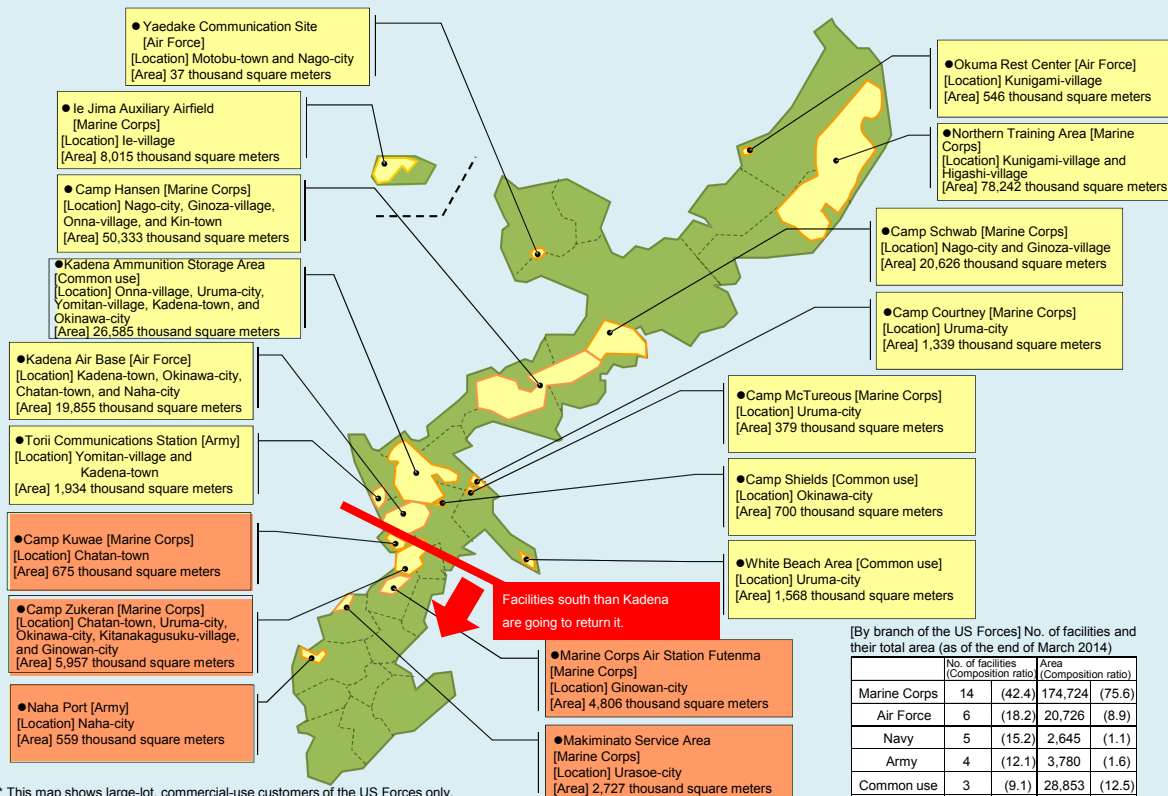 ●Yaedake Communication Site
[Air Force]
[Location] Motobu-town and Nago-city
[Area] 37 thousand square meters
●Ie Jima Auxiliary Airfield
[Marine Corps]
[Location] Ie-village
[Area] 8,015 thousand square meters
●Camp Hansen [Marine Corps]
[Location] Nago-city, Ginoza-village,
Onna-village, and Kin-town
[Area] 50,333 thousand square meters
●Kadena Ammunition Storage Area
[Common use]
[Location] Onna-village, Uruma-city,
Yomitan-village, Kadena-town, and
Okinawa-city
[Area] 26,585 thousand square meters
●Kadena Air Base [Air Force]
[Location] Kadena-town, Okinawa-city,
Chatan-town, and Naha-city
[Area] 19,855 thousand square meters
●Torii Communications Station [Army]
[Location] Yomitan-village and
Kadena-town
[Area] 1,934 thousand square meters
●Camp Kuwae [Marine Corps]
[Location] Chatan-town
[Area] 675 thousand square meters
●Camp Zukeran [Marine Corps]
[Location] Chatan-town, Uruma-city,
Okinawa-city, Kitanakagusuku-village,
and Ginowan-city
[Area] 5,957 thousand square meters
●Naha Port [Army]
[Location] Naha-city
[Area] 559 thousand square meters
●Okuma Rest Center [Air Force]
[Location] Kunigami-village
[Area] 546 thousand square meters
●Northern Training Area [Marine
Corps]
[Location] Kunigami-village and
Higashi-village
[Area] 78,242 thousand square meters
●Camp Schwab [Marine Corps]
[Location] Nago-city and Ginoza-village
[Area] 20,626 thousand square meters
●Camp Courtney [Marine Corps]
[Location] Uruma-city
[Area] 1,339 thousand square meters
●Camp McTureous [Marine Corps]
[Location] Uruma-city
[Area] 379 thousand square meters
●Camp Shields [Common use]
[Location] Okinawa-city
[Area] 700 thousand square meters
●White Beach Area [Common use]
[Location] Uruma-city
[Area] 1,568 thousand square meters
Facilities south than Kadena
are going to return it.
●Marine Corps Air Station Futenma
[Marine Corps]
[Location] Ginowan-city
[Area] 4,806 thousand square meters
●Makiminato Service Area
[Marine Corps]
[Location] Urasoe-city
[Area] 2,727 thousand square meters
[By branch of the US Forces] No. of facilities and
their total area (as of the end of March 2014)
No. of facilities (Composition ratio) Area (Composition ratio)
Marine Corps 14 (42.4) 174,724 (75.6)
Air Force 6 (18.2) 20,726 (8.9)
Navy 5 (15.2) 2,645 (1.1)
Army 4 (12.1) 3,780 (1.6)
Common use 3 (9.1) 28,853 (12.5)
* This map shows large-lot, commercial-use customers of the US Forces only.